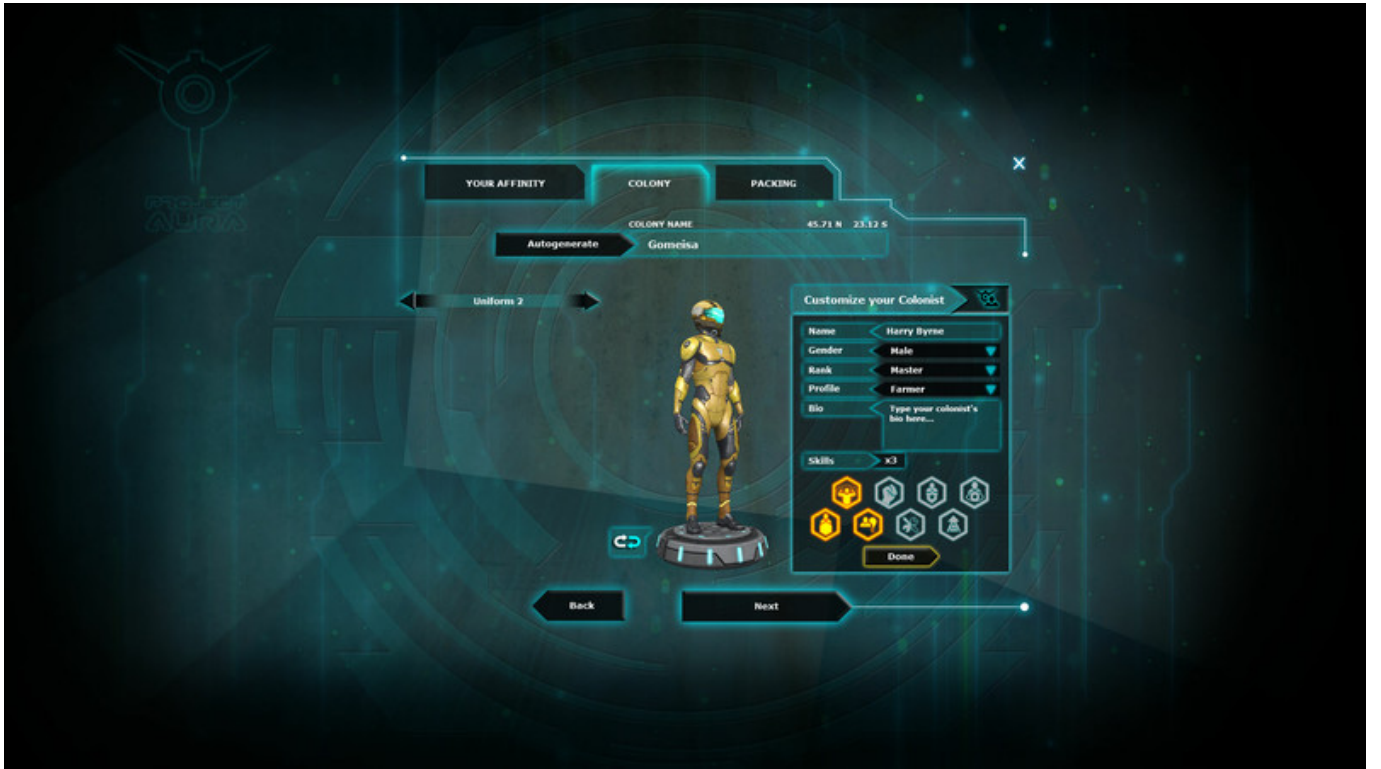 PROJECT
AURA
YOUR AFFINITY
COLONY
PACKING
COLONY NAME
45.71 N 23.12 S
Autogenerate
Gomeisa
Uniform 2
Customize your Colonist
Name
Harry Byrne
Gender
Male
Rank
Master
Profile
Farmer
Bio
Type your colonist's
bio here...
Skills
x3
Done
Back
Next